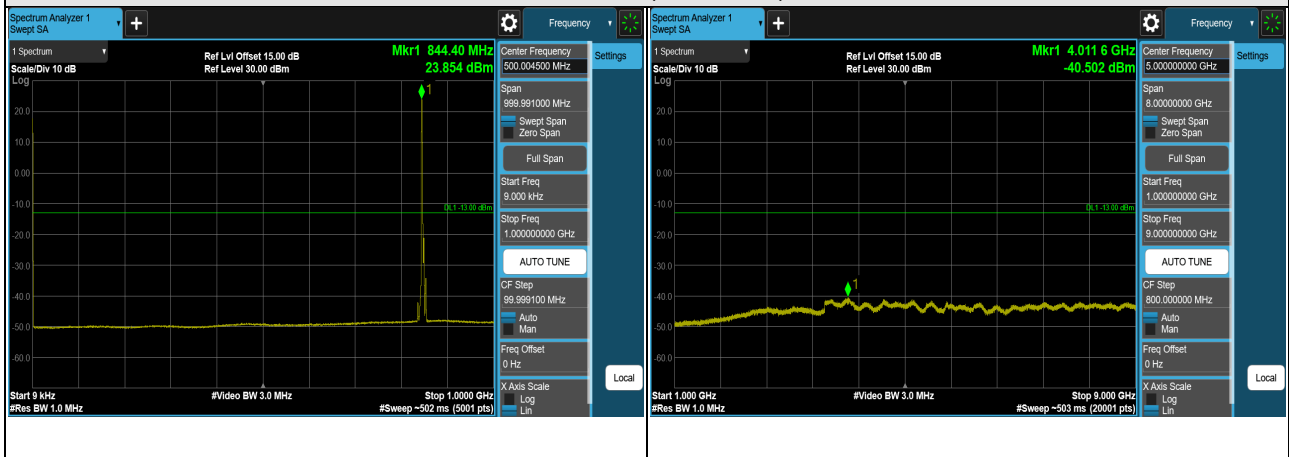 Spectrum Analyzer 1
Swept SA
Frequency
1 Spectrum
Ref Lvl Offset 15.00 dB
Mkr1 844.40 MHz
Scale/Div 10 dB
Ref Level 30.00 dBm
23.854 dBm
Log
1
20.0
10.0
0.00
-10.0
DL1 -13.00 dBm
-20.0
-30.0
-40.0
-50.0
-60.0
Start 9 kHz
#Video BW 3.0 MHz
Stop 1.0000 GHz
#Res BW 1.0 MHz
#Sweep ~502 ms (5001 pts)
Center Frequency
500.004500 MHz
Settings
Span
999.991000 MHz
Swept Span
Zero Span
Full Span
Start Freq
9.000 kHz
Stop Freq
1.000000000 GHz
AUTO TUNE
CF Step
99.999100 MHz
Auto
Man
Freq Offset
0 Hz
Local
X Axis Scale
Log
Lin
Spectrum Analyzer 1
Swept SA
Frequency
1 Spectrum
Ref Lvl Offset 15.00 dB
Mkr1 4.011 6 GHz
Scale/Div 10 dB
Ref Level 30.00 dBm
-40.502 dBm
Log
20.0
10.0
0.00
-10.0
DL1 -13.00 dBm
-20.0
-30.0
1
-40.0
-50.0
-60.0
Start 1.000 GHz
#Video BW 3.0 MHz
Stop 9.000 GHz
#Res BW 1.0 MHz
#Sweep ~503 ms (20001 pts)
Center Frequency
5.000000000 GHz
Settings
Span
8.00000000 GHz
Swept Span
Zero Span
Full Span
Start Freq
1.000000000 GHz
Stop Freq
9.000000000 GHz
AUTO TUNE
CF Step
800.000000 MHz
Auto
Man
Freq Offset
0 Hz
Local
X Axis Scale
Log
Lin